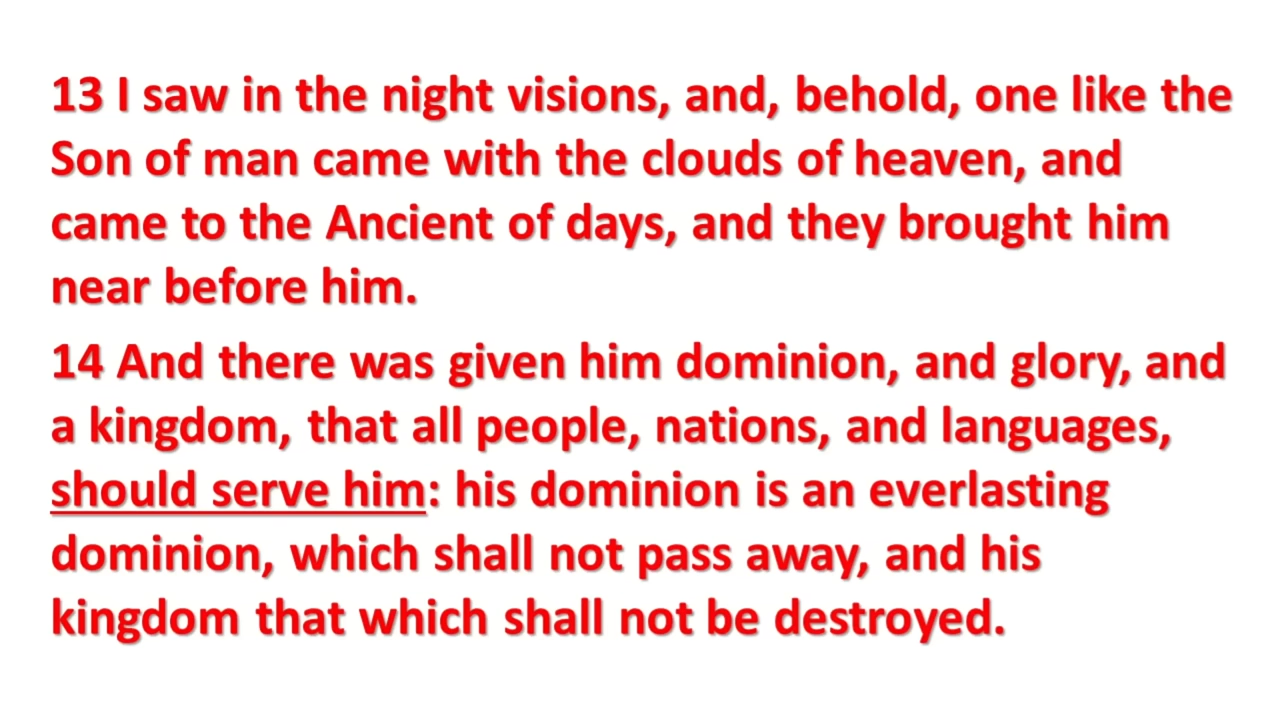 13 I saw in the night visions, and, behold, one like the
Son of man came with the clouds of heaven, and
came to the Ancient of days, and they brought him
near before him.
14 And there was given him dominion, and glory, and
a kingdom, that all people, nations, and languages,
should serve him: his dominion is an everlasting
dominion, which shall not pass away, and his
kingdom that which shall not be destroyed.